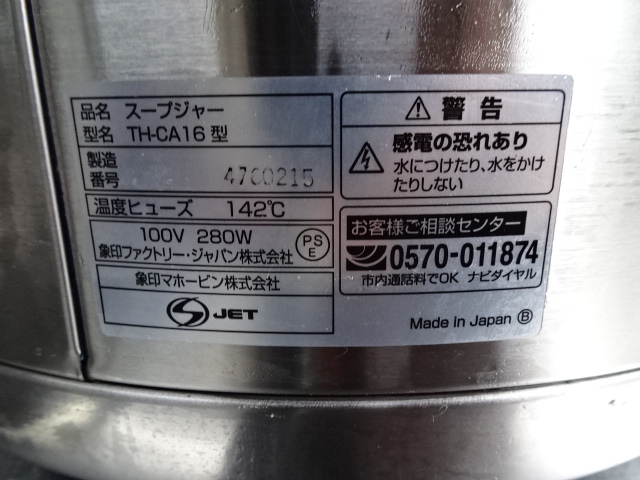 品名 スープジャー
型名 TH-CA16型
製造
番号 4760215
温度ヒューズ 142℃
100V 280W
象印ファクトリー・ジャパン株式会社
PS
E
象印マホービン株式会社
S JET
警告
感電の恐れあり
水につけたり、水をかけ
たりしない
お客様ご相談センター
0570-011874
市内通話料でOK ナビダイヤル
Made in Japan Ⓑ